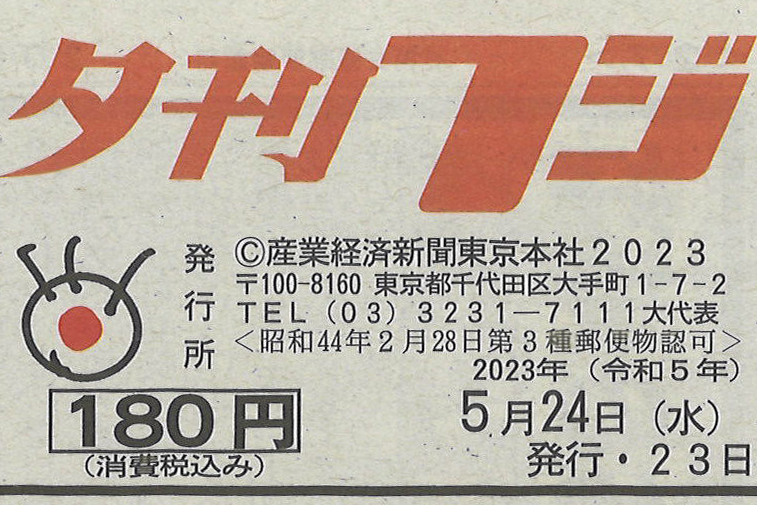 夕刊フジ
発行所
©産業経済新聞東京本社２０２３
〒100-8160 東京都千代田区大手町1-7-2
ＴＥＬ（０３）３２３１―７１１１大代表
＜昭和44年２月28日第３種郵便物認可＞
2023年（令和５年）
５月24日（水）
発行・２３日
180円
（消費税込み）